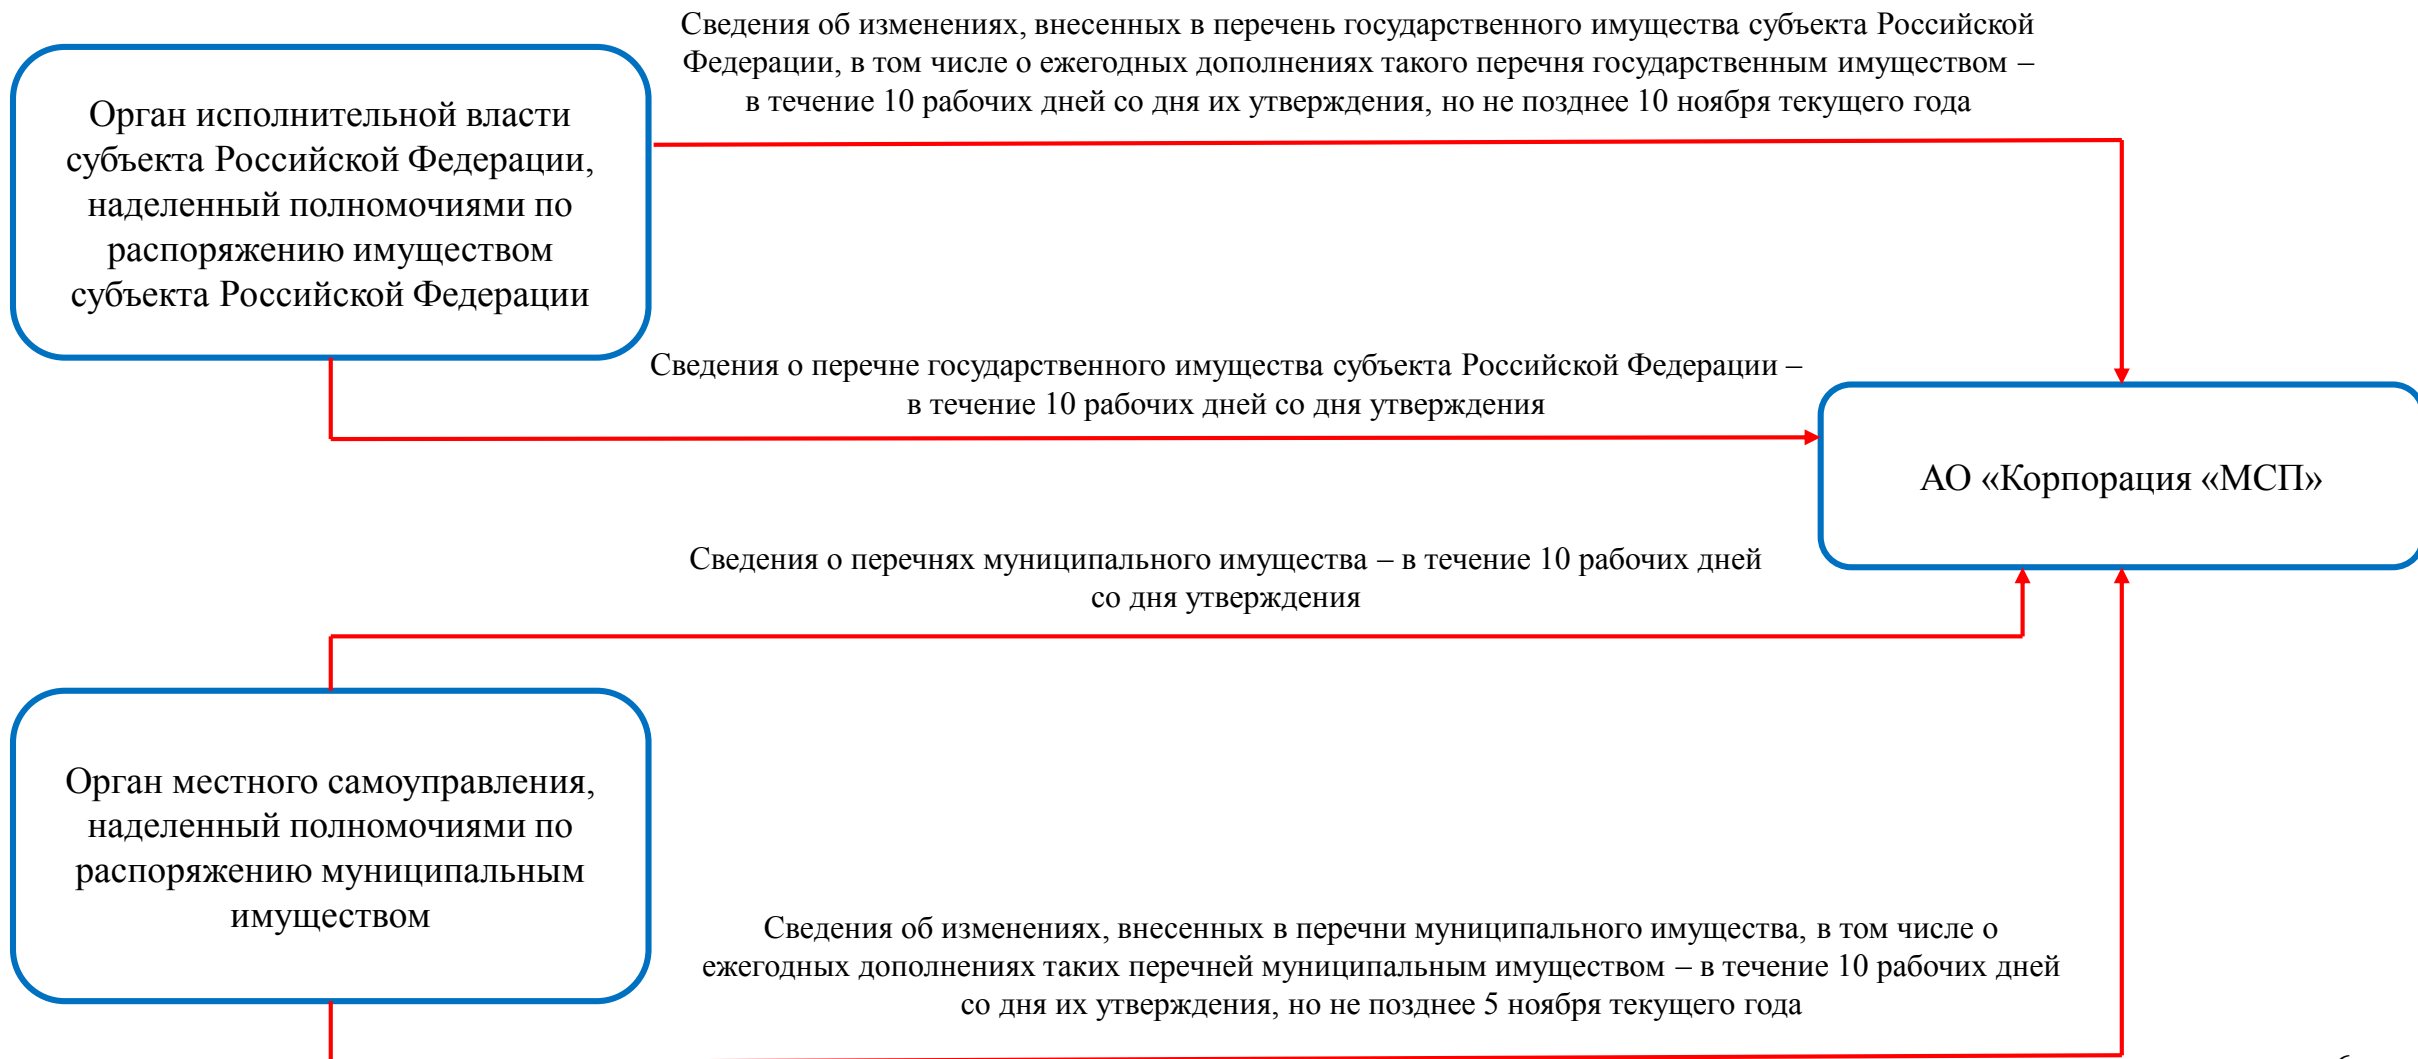 Сведения об изменениях, внесенных в перечень государственного имущества субъекта Российской
Федерации, в том числе о ежегодных дополнениях такого перечня государственным имуществом –
в течение 10 рабочих дней со дня их утверждения, но не позднее 10 ноября текущего года
Орган исполнительной власти
субъекта Российской Федерации,
наделенный полномочиями по
распоряжению имуществом
субъекта Российской Федерации
Сведения о перечне государственного имущества субъекта Российской Федерации –
в течение 10 рабочих дней со дня утверждения
АО «Корпорация «МСП»
Сведения о перечнях муниципального имущества – в течение 10 рабочих дней
со дня утверждения
Орган местного самоуправления,
наделенный полномочиями по
распоряжению муниципальным
имуществом
Сведения об изменениях, внесенных в перечни муниципального имущества, в том числе о
ежегодных дополнениях таких перечней муниципальным имуществом – в течение 10 рабочих дней
со дня их утверждения, но не позднее 5 ноября текущего года